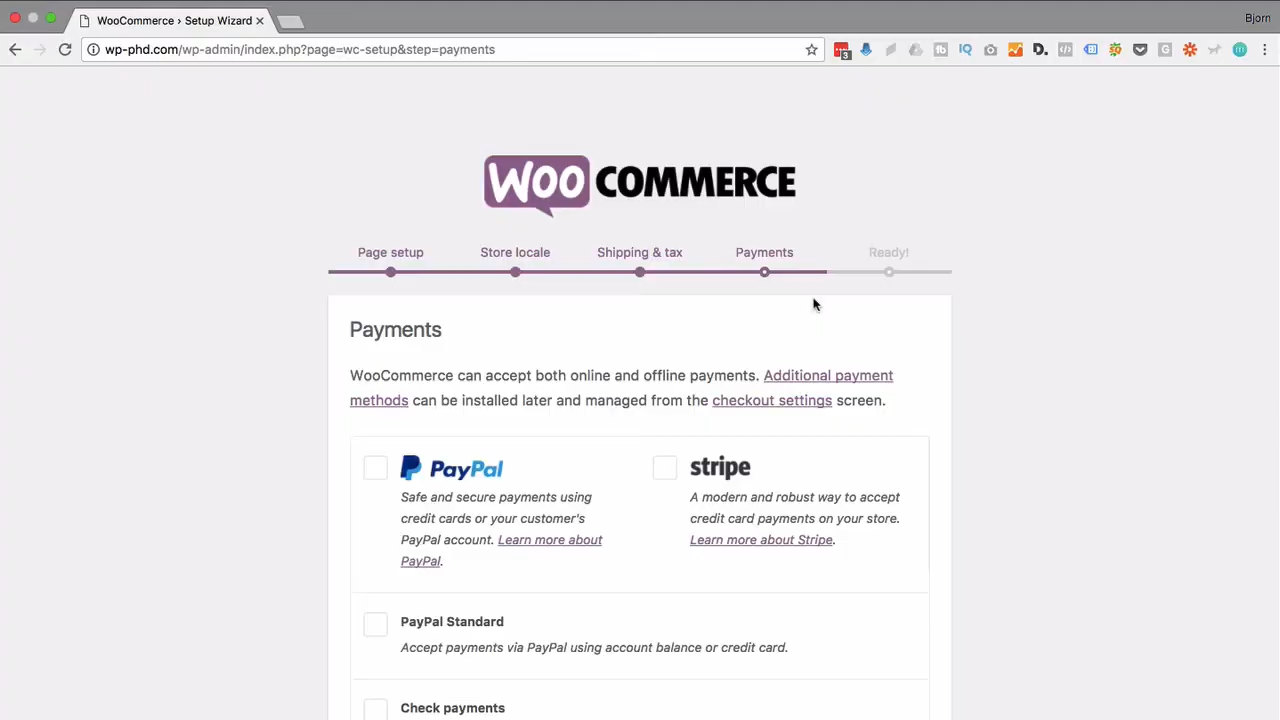 WooCommerce › Setup Wizard
Bjorn
wp-phd.com/wp-admin/index.php?page=wc-setup&step=payments
3
WOO COMMERCE
Page setup
Store locale
Shipping & tax
Payments
Ready!
Payments
WooCommerce can accept both online and offline payments. Additional payment
methods can be installed later and managed from the checkout settings screen.
PayPal
Safe and secure payments using
credit cards or your customer's
PayPal account. Learn more about
PayPal.
stripe
A modern and robust way to accept
credit card payments on your store.
Learn more about Stripe.
PayPal Standard
Accept payments via PayPal using account balance or credit card.
Check payments